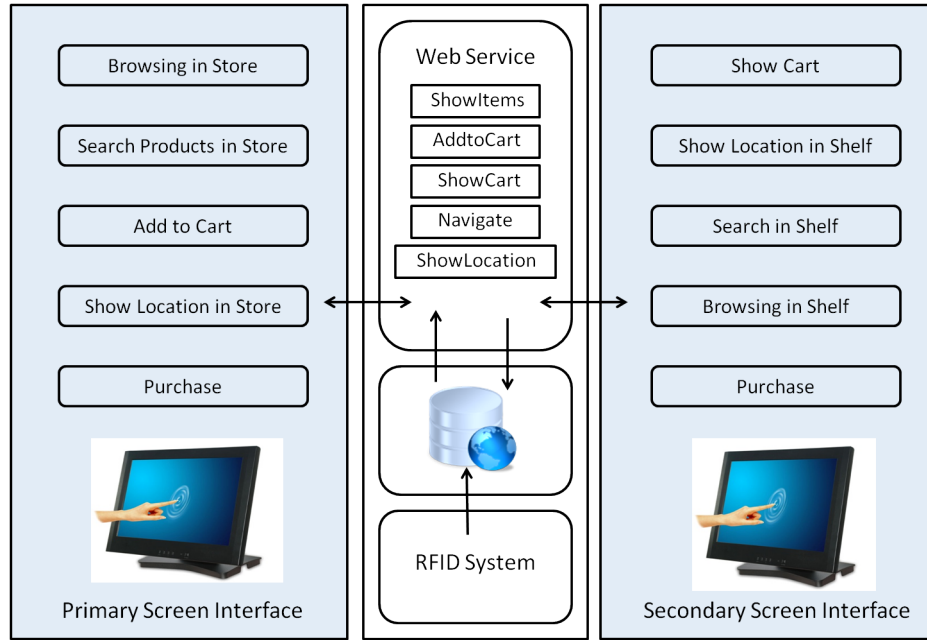 Browsing in Store
Search Products in Store
Add to Cart
Show Location in Store
Purchase
Primary Screen Interface
Web Service
ShowItems
AddtoCart
ShowCart
Navigate
ShowLocation
RFID System
Show Cart
Show Location in Shelf
Search in Shelf
Browsing in Shelf
Purchase
Secondary Screen Interface